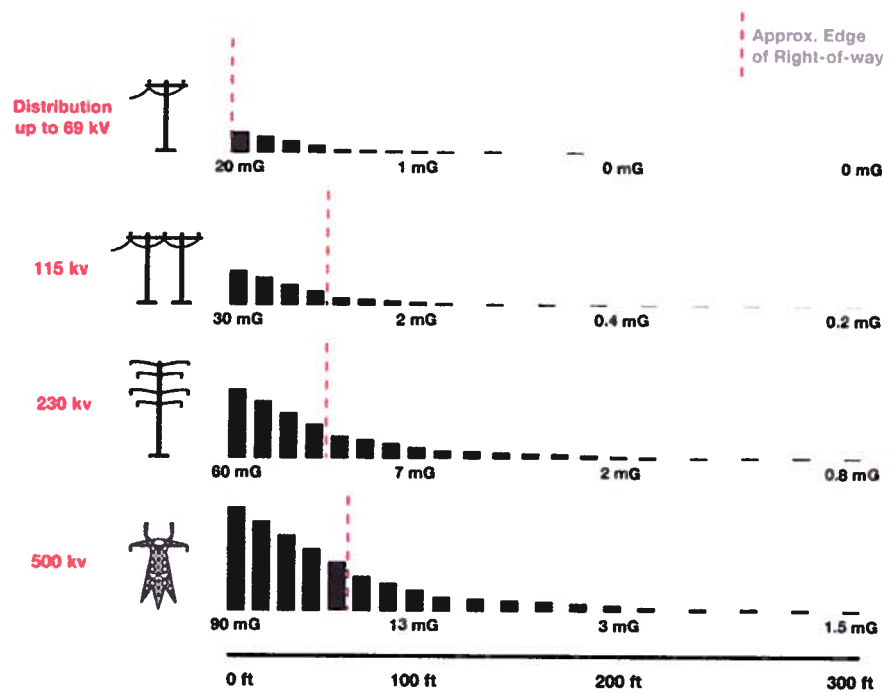 Approx. Edge
of Right-of-way
Distribution
up to 69 kV
20 mG 1 mG 0 mG 0 mG
115 kv
30 mG 2 mG 0.4 mG 0.2 mG
230 kv
60 mG 7 mG 2 mG 0.8 mG
500 kv
90 mG 13 mG 3 mG 1.5 mG
0 ft 100 ft 200 ft 300 ft